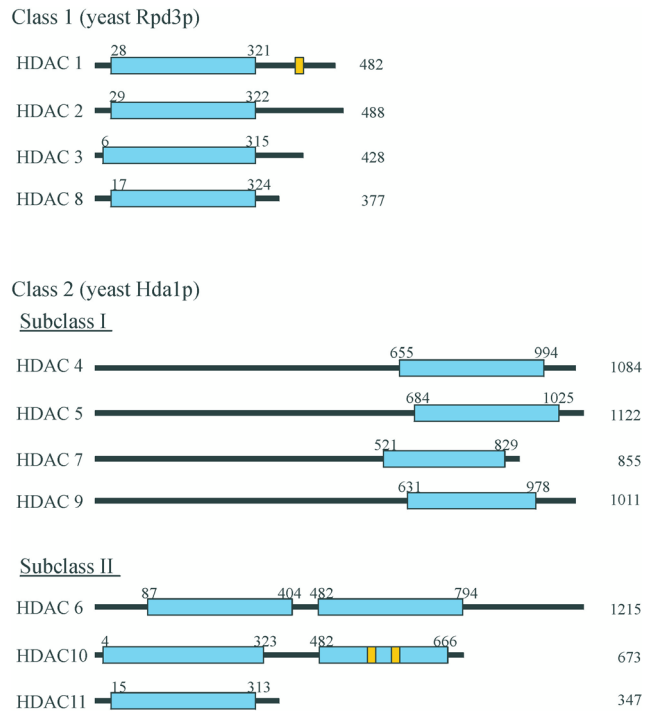 Class 1 (yeast Rpd3p)
28 321
HDAC 1 482
29 322
HDAC 2 488
6 315
HDAC 3 428
17 324
HDAC 8 377
Class 2 (yeast Hda1p)
Subclass I
655 994
HDAC 4 1084
684 1025
HDAC 5 1122
521 829
HDAC 7 855
631 978
HDAC 9 1011
Subclass II
87 404 482 794
HDAC 6 1215
4 323 482 666
HDAC10 673
15 313
HDAC11 347